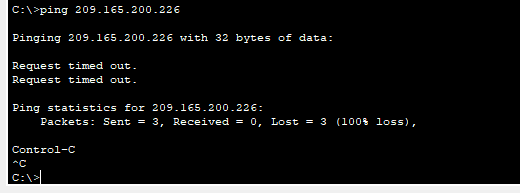 C:\>ping 209.165.200.226
Pinging 209.165.200.226 with 32 bytes of data:
Request timed out.
Request timed out.
Ping statistics for 209.165.200.226:
Packets: Sent = 3, Received = 0, Lost = 3 (100% loss),
Control-C
^C
C:\>